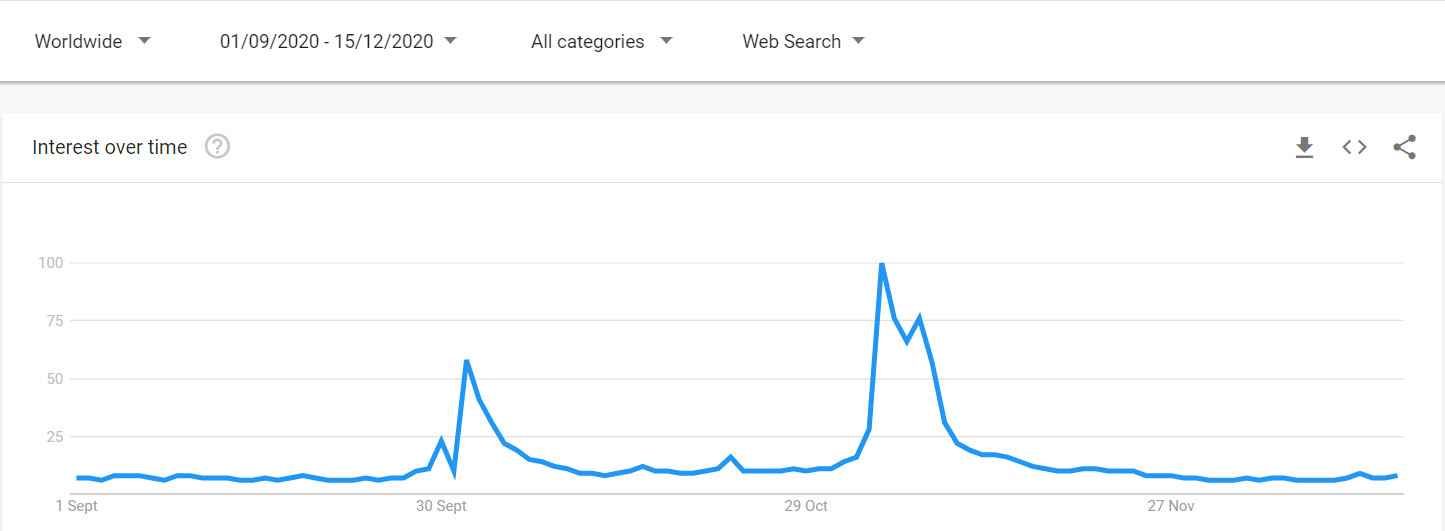 Worldwide 01/09/2020 - 15/12/2020 All categories Web Search
Interest over time ?
100
75
50
25
1 Sept 30 Sept 29 Oct 27 Nov